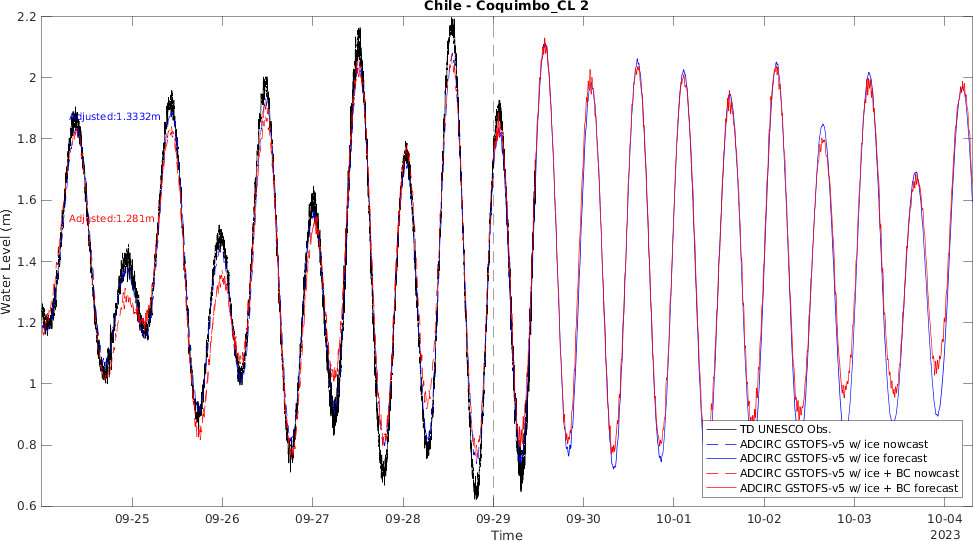 Chile - Coquimbo_CL 2
2.2
2
1.8
1.6
1.4
1.2
1
0.8
0.6
Water Level (m)
Adjusted:1.3332m
Adjusted:1.281m
TD UNESCO Obs.
ADCIRC GSTOFS-v5 w/ ice nowcast
ADCIRC GSTOFS-v5 w/ ice forecast
ADCIRC GSTOFS-v5 w/ ice + BC nowcast
ADCIRC GSTOFS-v5 w/ ice + BC forecast
09-25 09-26 09-27 09-28 09-29 09-30 10-01 10-02 10-03 10-04
Time
2023